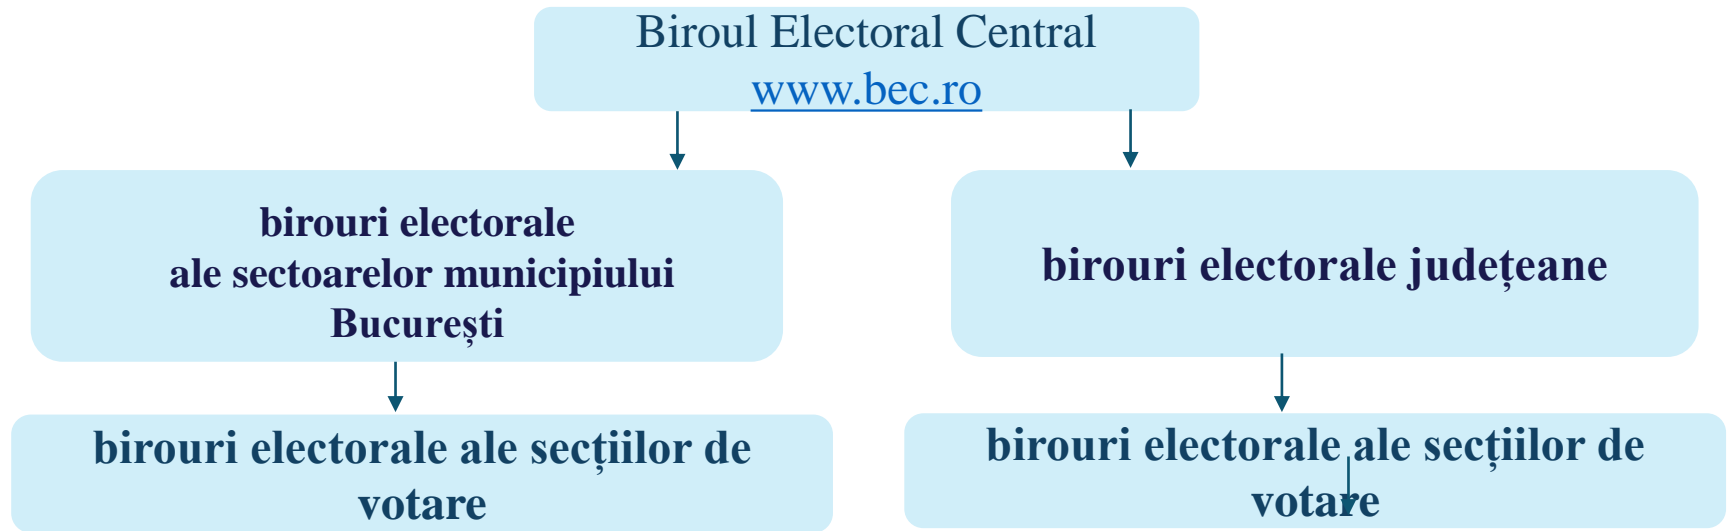 Biroul Electoral Central
www.bec.ro
birouri electorale
ale sectoarelor municipiului
București
birouri electorale județeane
birouri electorale ale secțiilor de
votare
birouri electorale ale secțiilor de
votare